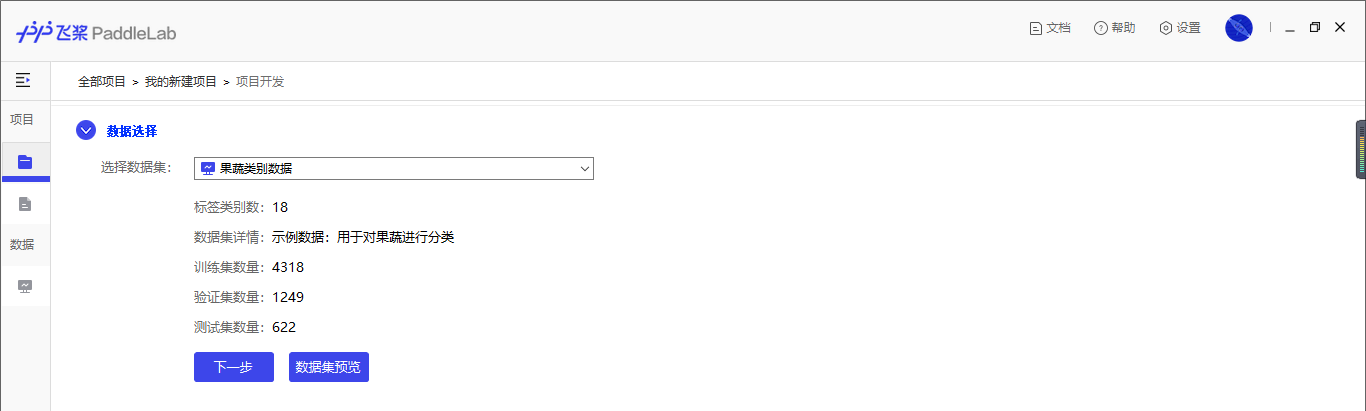 飞桨 PaddleLab
文档 帮助 设置
全部项目 > 我的新建项目 > 项目开发
项目
数据选择
选择数据集： 果蔬类别数据
标签类别数：18
数据集详情：示例数据：用于对果蔬进行分类
数据
训练集数量：4318
验证集数量：1249
测试集数量：622
下一步 数据集预览